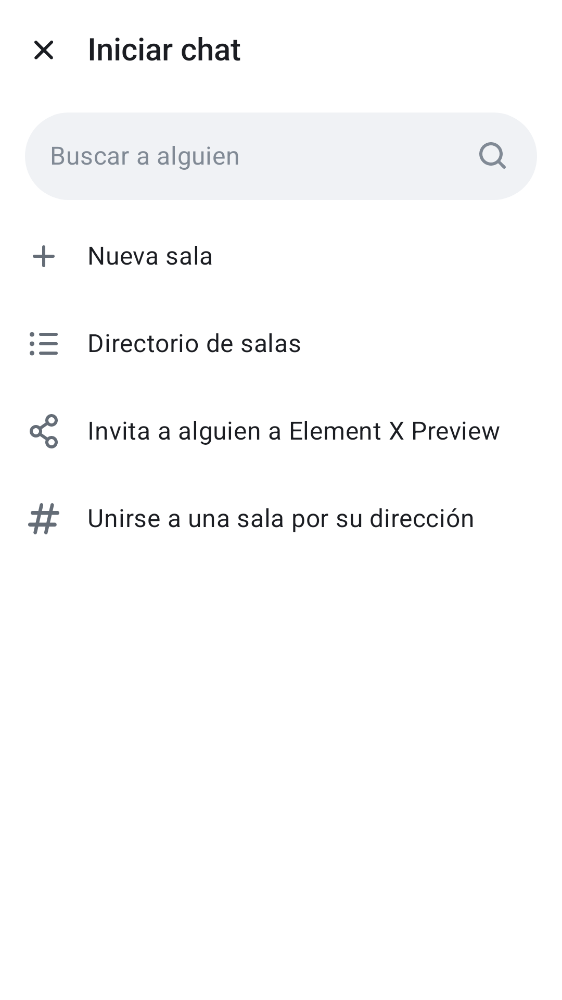 Iniciar chat
Buscar a alguien
Nueva sala
Directorio de salas
Invita a alguien a Element X Preview
Unirse a una sala por su dirección